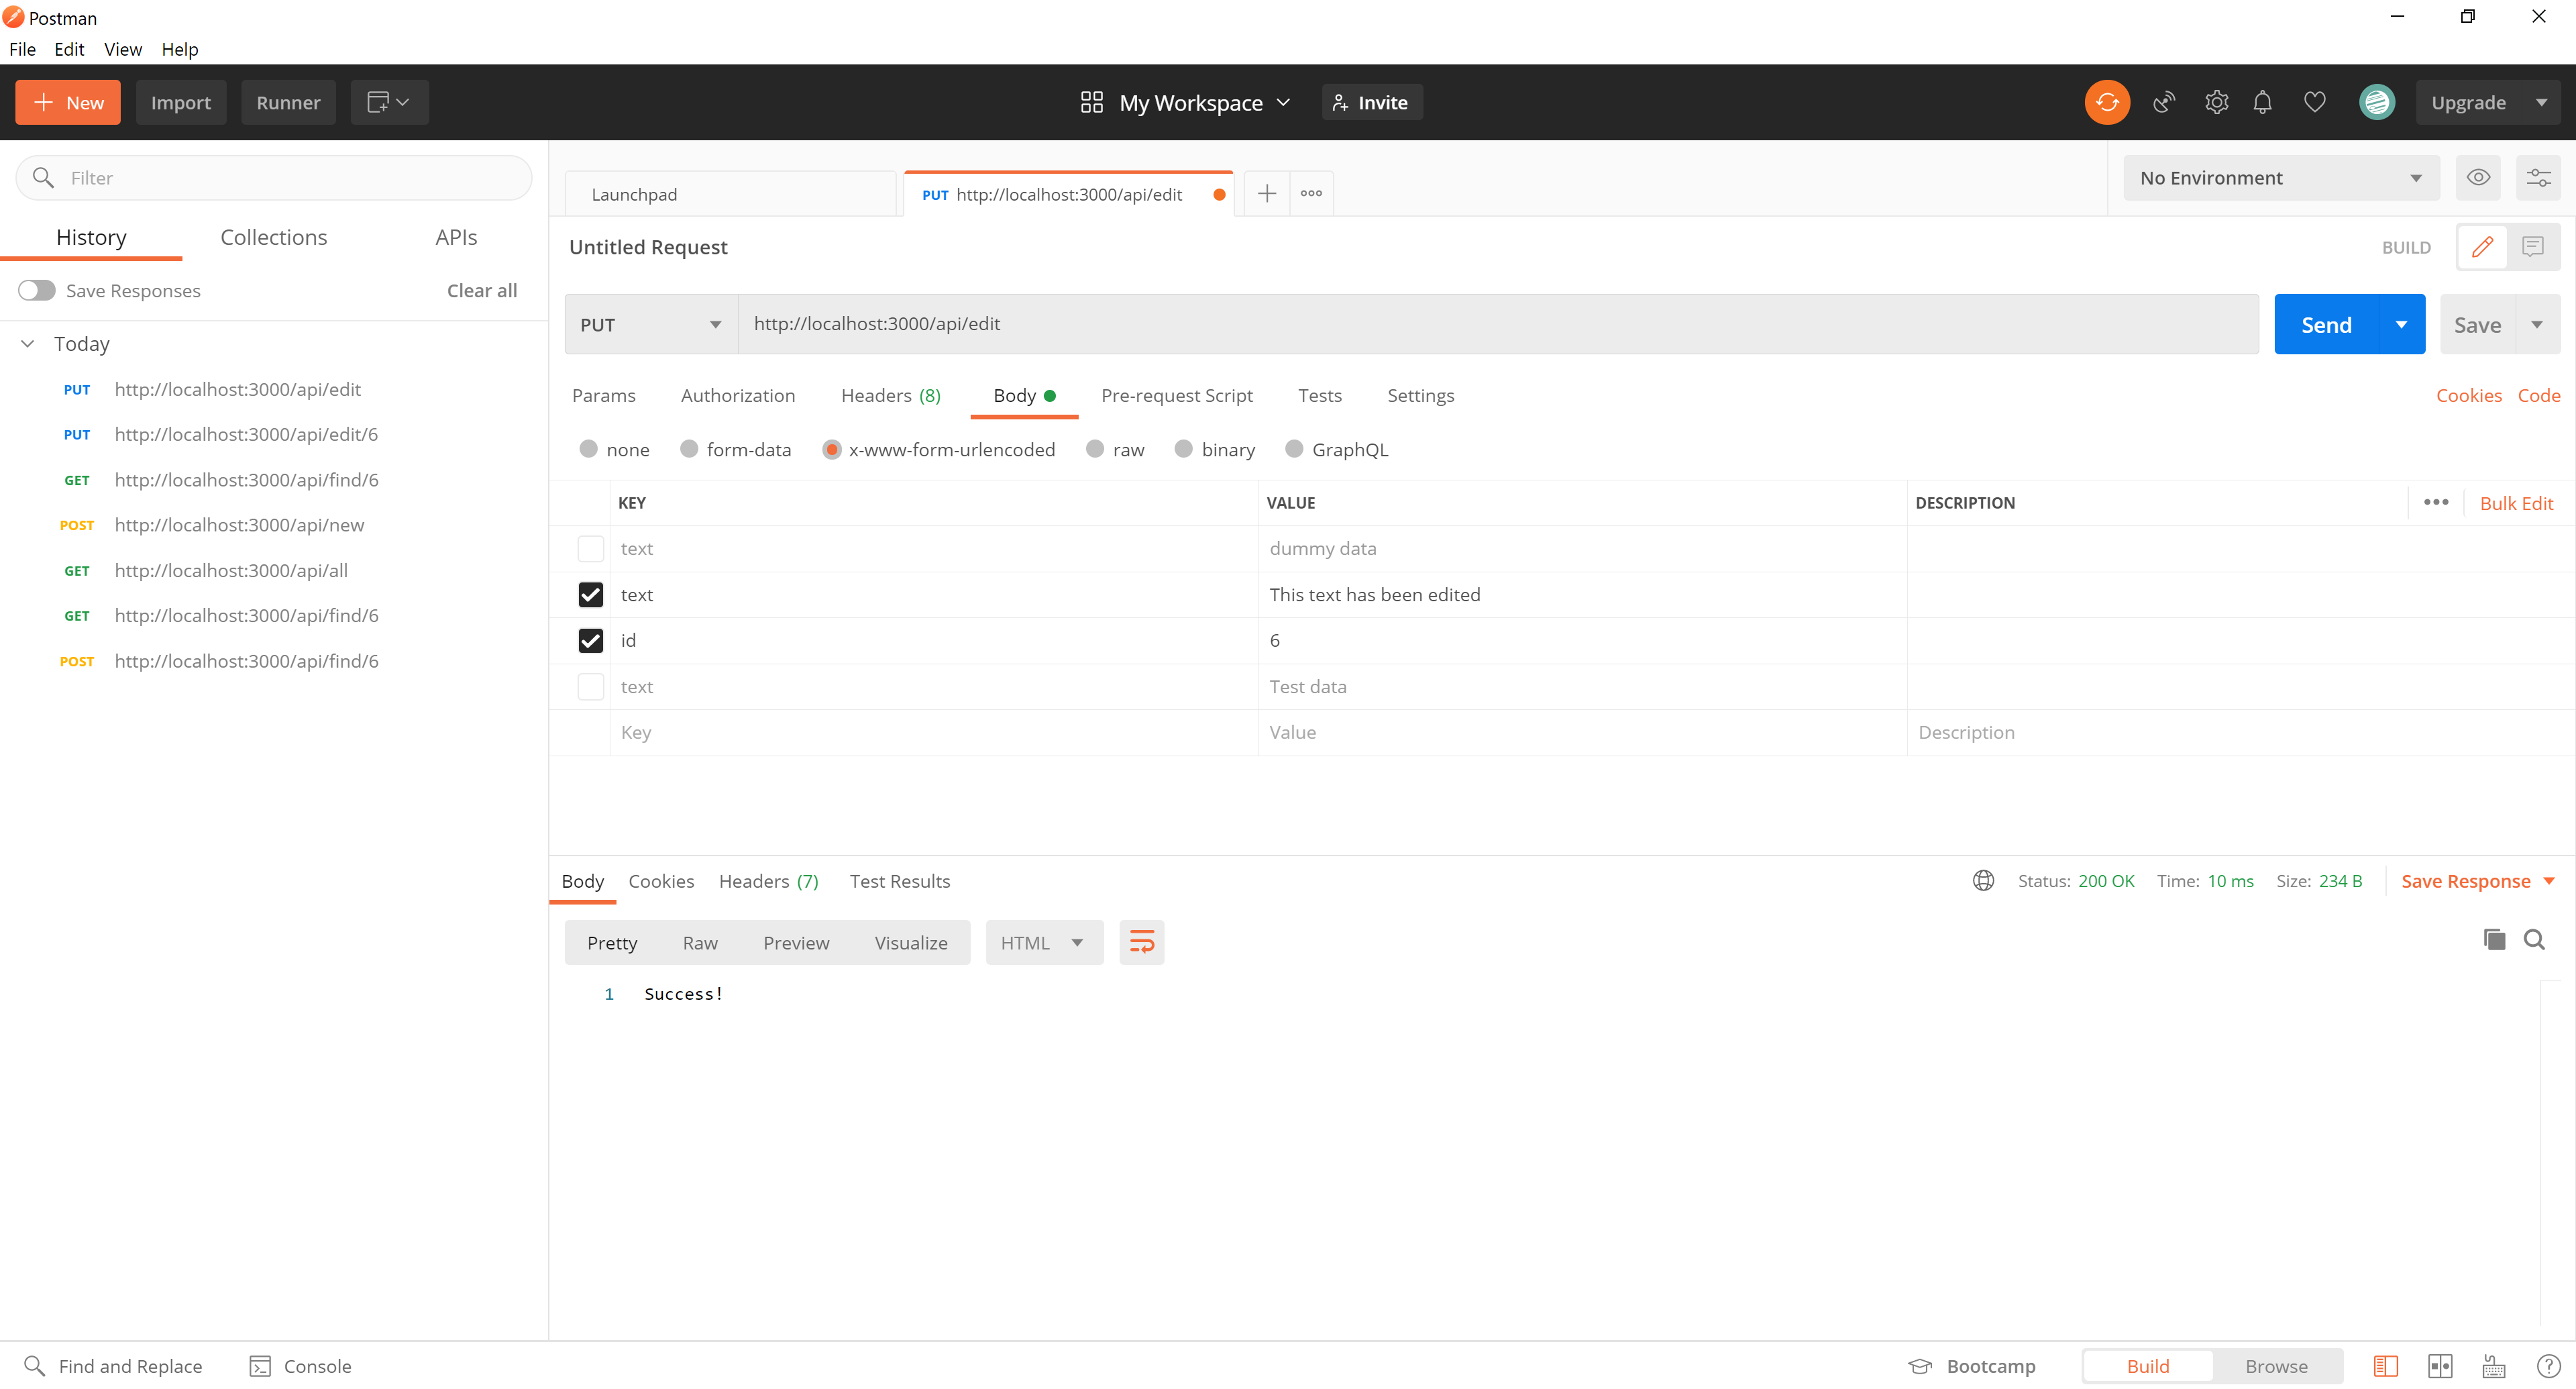 Postman
File Edit View Help
New Import Runner My Workspace Invite Upgrade
Filter
History Collections APIs
Save Responses Clear all
Today
PUT http://localhost:3000/api/edit
PUT http://localhost:3000/api/edit/6
GET http://localhost:3000/api/find/6
POST http://localhost:3000/api/new
GET http://localhost:3000/api/all
GET http://localhost:3000/api/find/6
POST http://localhost:3000/api/find/6
Launchpad PUT http://localhost:3000/api/edit No Environment
Untitled Request BUILD
PUT http://localhost:3000/api/edit Send Save
Params Authorization Headers (8) Body Pre-request Script Tests Settings Cookies Code
none form-data x-www-form-urlencoded raw binary GraphQL
KEY VALUE DESCRIPTION Bulk Edit
text dummy data
text This text has been edited
id 6
text Test data
Key Value Description
Body Cookies Headers (7) Test Results Status: 200 OK Time: 10 ms Size: 234 B Save Response
Pretty Raw Preview Visualize HTML
1 Success!
Find and Replace Console Bootcamp Build Browse